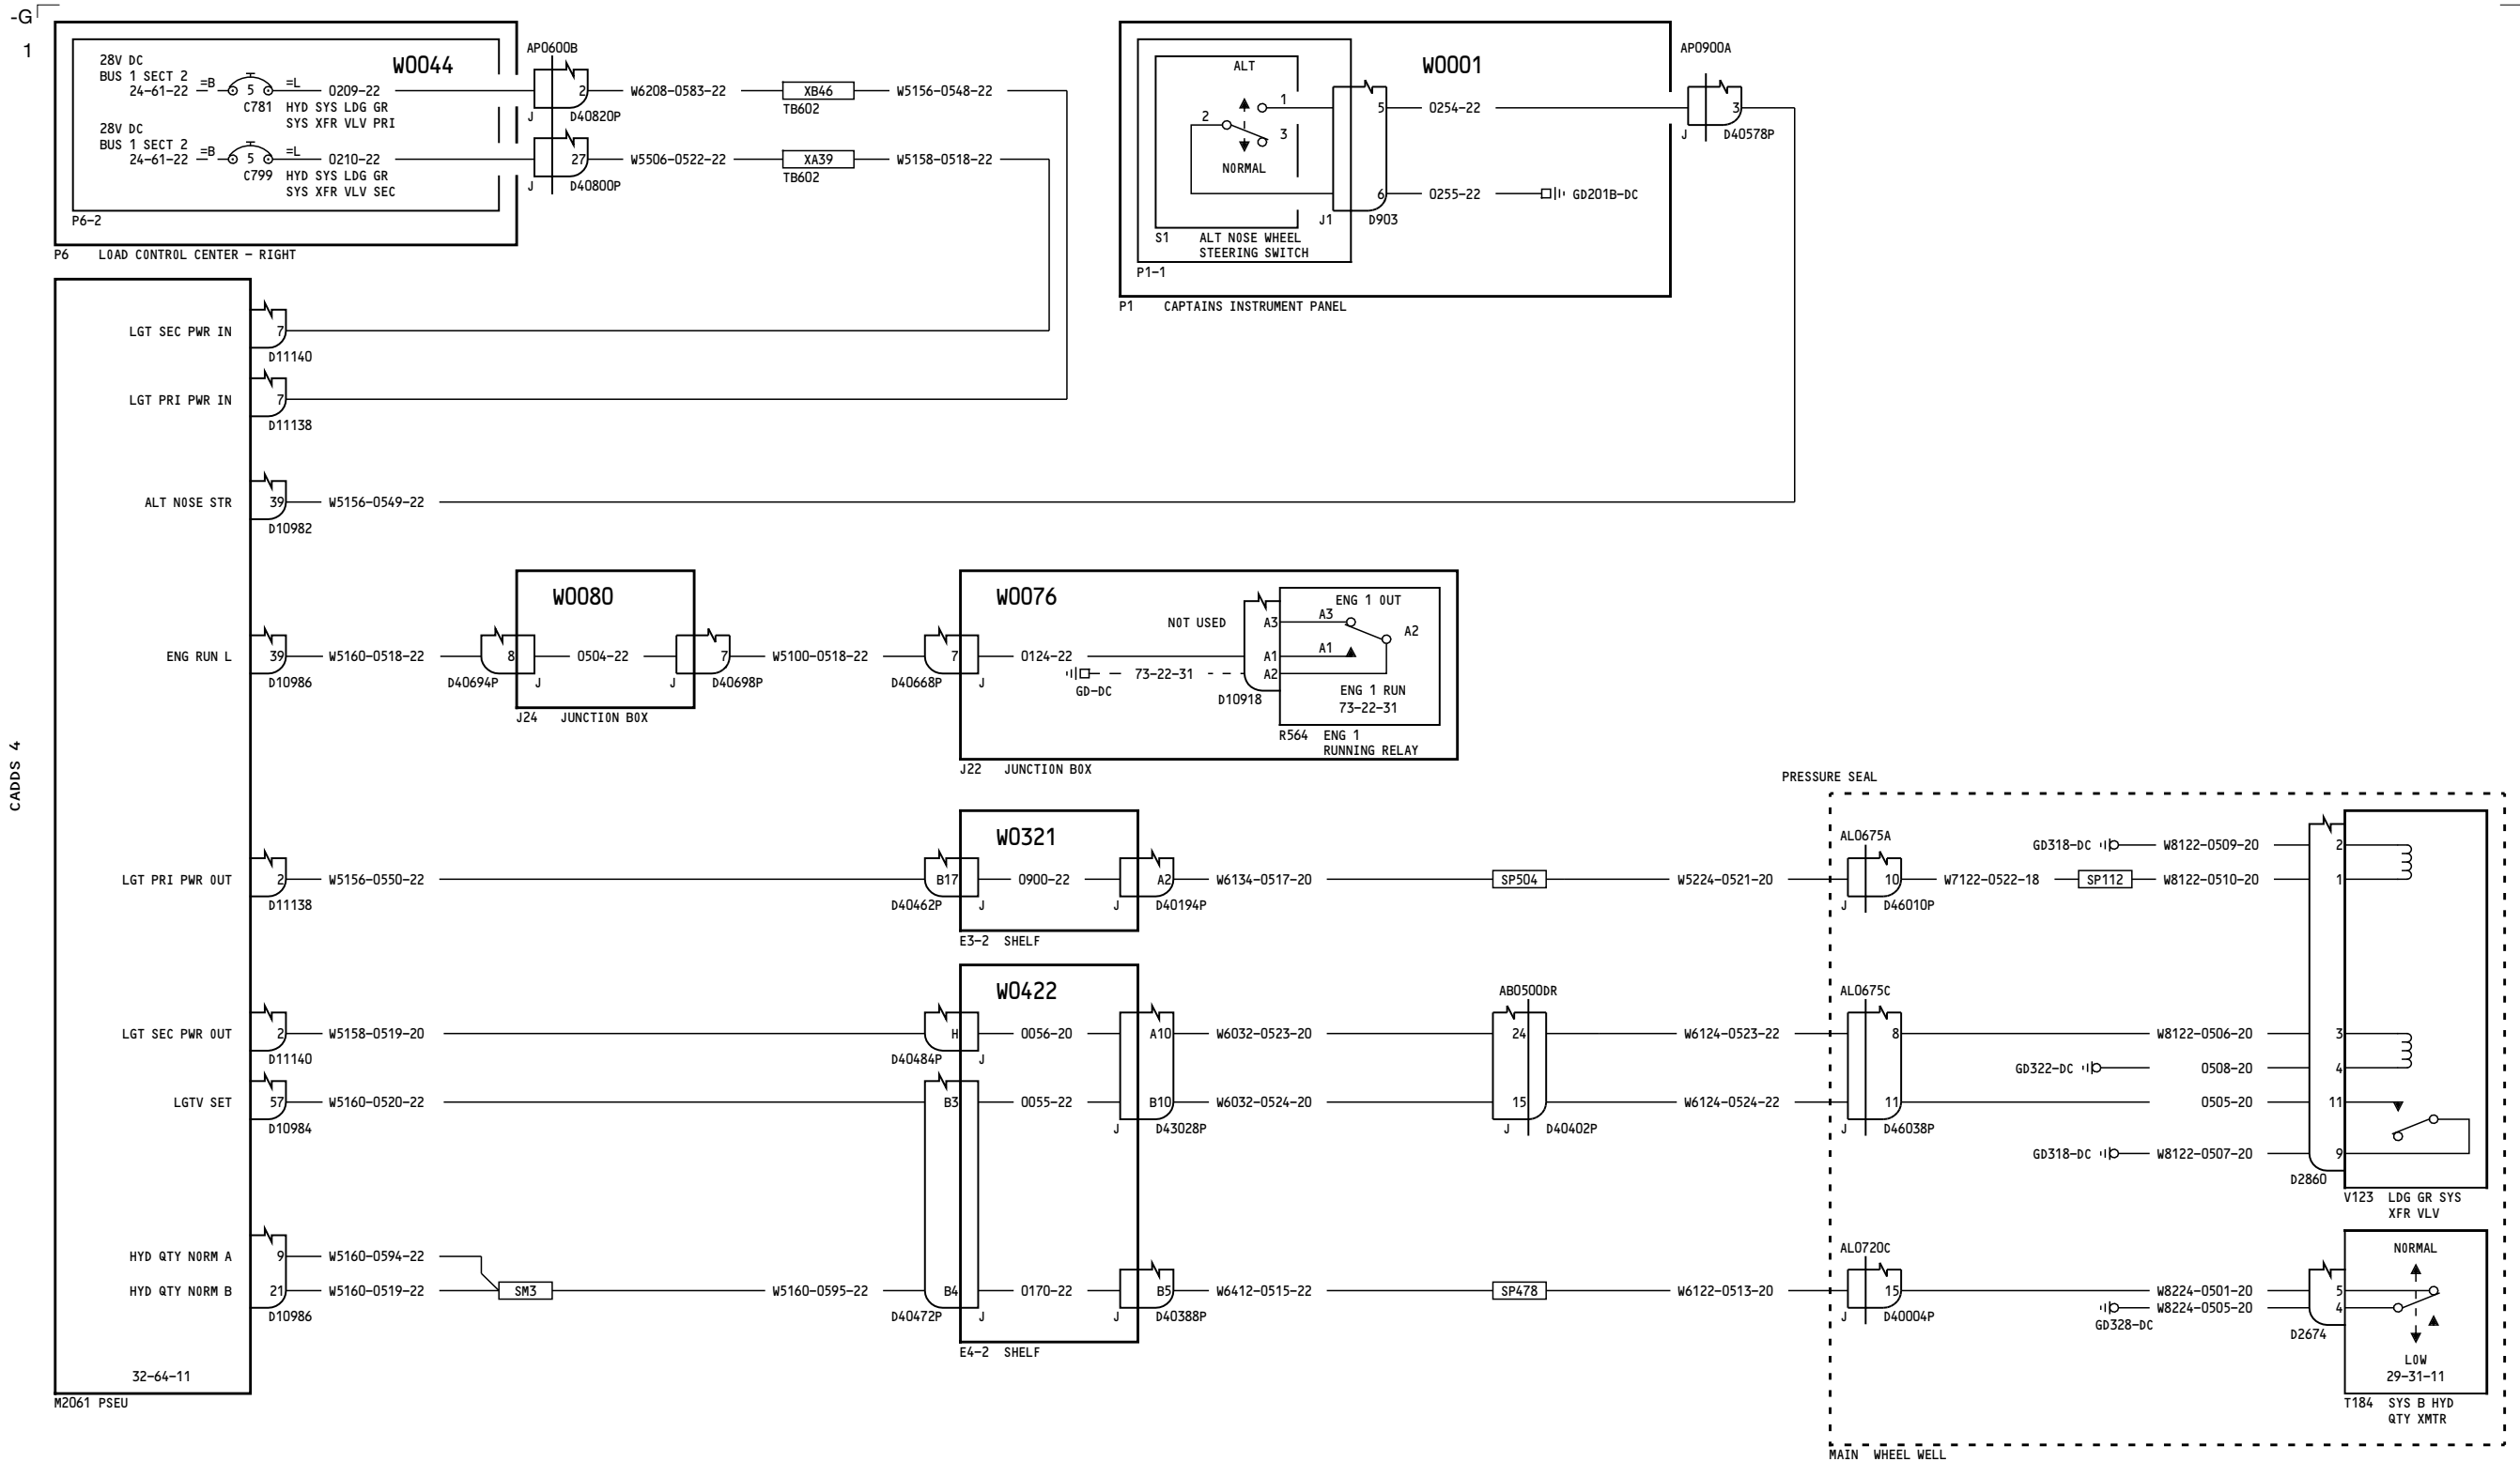 -G
1
CADDS 4
28V DC
BUS 1 SECT 2
24-61-22
=B
5
=L
C781
0209-22
HYD SYS LDG GR
SYS XFR VLV PRI
28V DC
BUS 1 SECT 2
24-61-22
=B
5
=L
C799
0210-22
HYD SYS LDG GR
SYS XFR VLV SEC
W0044
P6-2
P6 LOAD CONTROL CENTER - RIGHT
AP0600B
2
J
D40820P
W6208-0583-22
XB46
TB602
W5156-0548-22
27
J
D40800P
W5506-0522-22
XA39
TB602
W5158-0518-22
W0001
ALT
1
2
3
NORMAL
S1 ALT NOSE WHEEL
STEERING SWITCH
P1-1
P1 CAPTAINS INSTRUMENT PANEL
5
6
J1
D903
0254-22
0255-22
GD201B-DC
AP0900A
3
J
D40578P
LGT SEC PWR IN
7
D11140
LGT PRI PWR IN
7
D11138
ALT NOSE STR
39
D10982
W5156-0549-22
ENG RUN L
39
D10986
W5160-0518-22
8
D40694P
J
W0080
0504-22
J24 JUNCTION BOX
J
7
D40698P
W5100-0518-22
7
D40668P
J
W0076
0124-22
NOT USED
GD-DC
73-22-31
A3
A1
A2
D10918
ENG 1 OUT
A3
A1
A2
ENG 1 RUN
73-22-31
R564 ENG 1
RUNNING RELAY
J22 JUNCTION BOX
PRESSURE SEAL
LGT PRI PWR OUT
2
D11138
W5156-0550-22
B17
D40462P
J
W0321
0900-22
J
A2
D40194P
E3-2 SHELF
W6134-0517-20
SP504
W5224-0521-20
AL0675A
10
J
D46010P
W7122-0522-18
SP112
W8122-0510-20
GD318-DC
W8122-0509-20
2
1
LGT SEC PWR OUT
2
D11140
W5158-0519-20
H
D40484P
J
W0422
0056-20
A10
W6032-0523-20
AB0500DR
24
W6124-0523-22
AL0675C
8
W8122-0506-20
3
GD322-DC
0508-20
4
LGTV SET
57
D10984
W5160-0520-22
B3
0055-22
B10
J
D43028P
W6032-0524-20
15
J
D40402P
W6124-0524-22
11
J
D46038P
0505-20
11
GD318-DC
W8122-0507-20
9
D2860
V123 LDG GR SYS
XFR VLV
HYD QTY NORM A
9
W5160-0594-22
HYD QTY NORM B
21
W5160-0519-22
D10986
SM3
W5160-0595-22
B4
D40472P
J
0170-22
J
B5
D40388P
E4-2 SHELF
W6412-0515-22
SP478
W6122-0513-20
AL0720C
15
J
D40004P
W8224-0501-20
5
W8224-0505-20
4
GD328-DC
D2674
NORMAL
LOW
29-31-11
T184 SYS B HYD
QTY XMTR
32-64-11
M2061 PSEU
MAIN WHEEL WELL